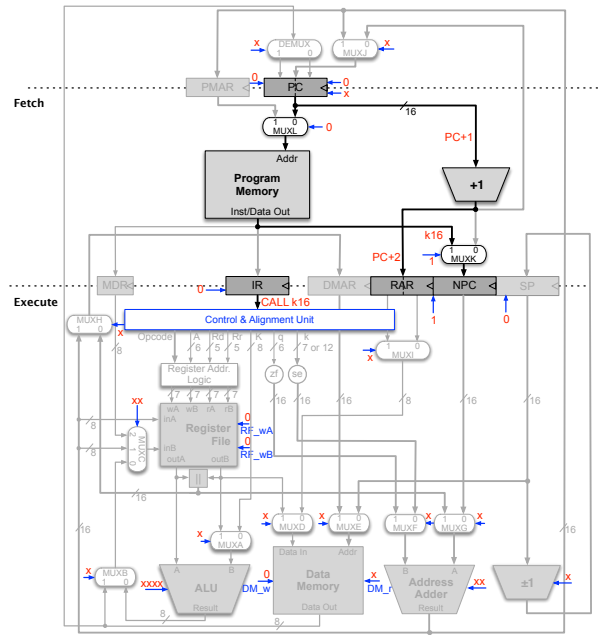 x DEMUX 1 0
1 0 MUXJ x
PMAR 0 PC 0
x
Fetch
16
1 0 MUXL 0
PC+1
Addr
Program Memory
Inst/Data Out
+1
k16
1 0 MUXK
1
PC+2
MDR 0 IR DMAR RAR NPC SP
Execute
CALL k16
1 0
MUXH 1 0 x
Control & Alignment Unit
8
Opcode A 6 Rd 5 Rr 5 K 8 q 6 k 7 or 12
1 0 MUXI x
Register Addr. Logic
zf se
7 7 7 7
16 16 8 16 16
xx
wA wB rA rB
inA
Register File
inB
outA outB
0 RF_wA
0 RF_wB
8
8
2 1 0 MUXC
||
16
x 1 0 MUXA
1 0 MUXD x
1 0 MUXE x
1 0 MUXF x
1 0 MUXG x
16
8
16
x MUXB 1 0
xxxx
A B
ALU
Result
0 DM_w
Data In Addr
Data Memory
Data Out
x DM_r
B A
Address Adder
Result
xx
±1 x
8
8